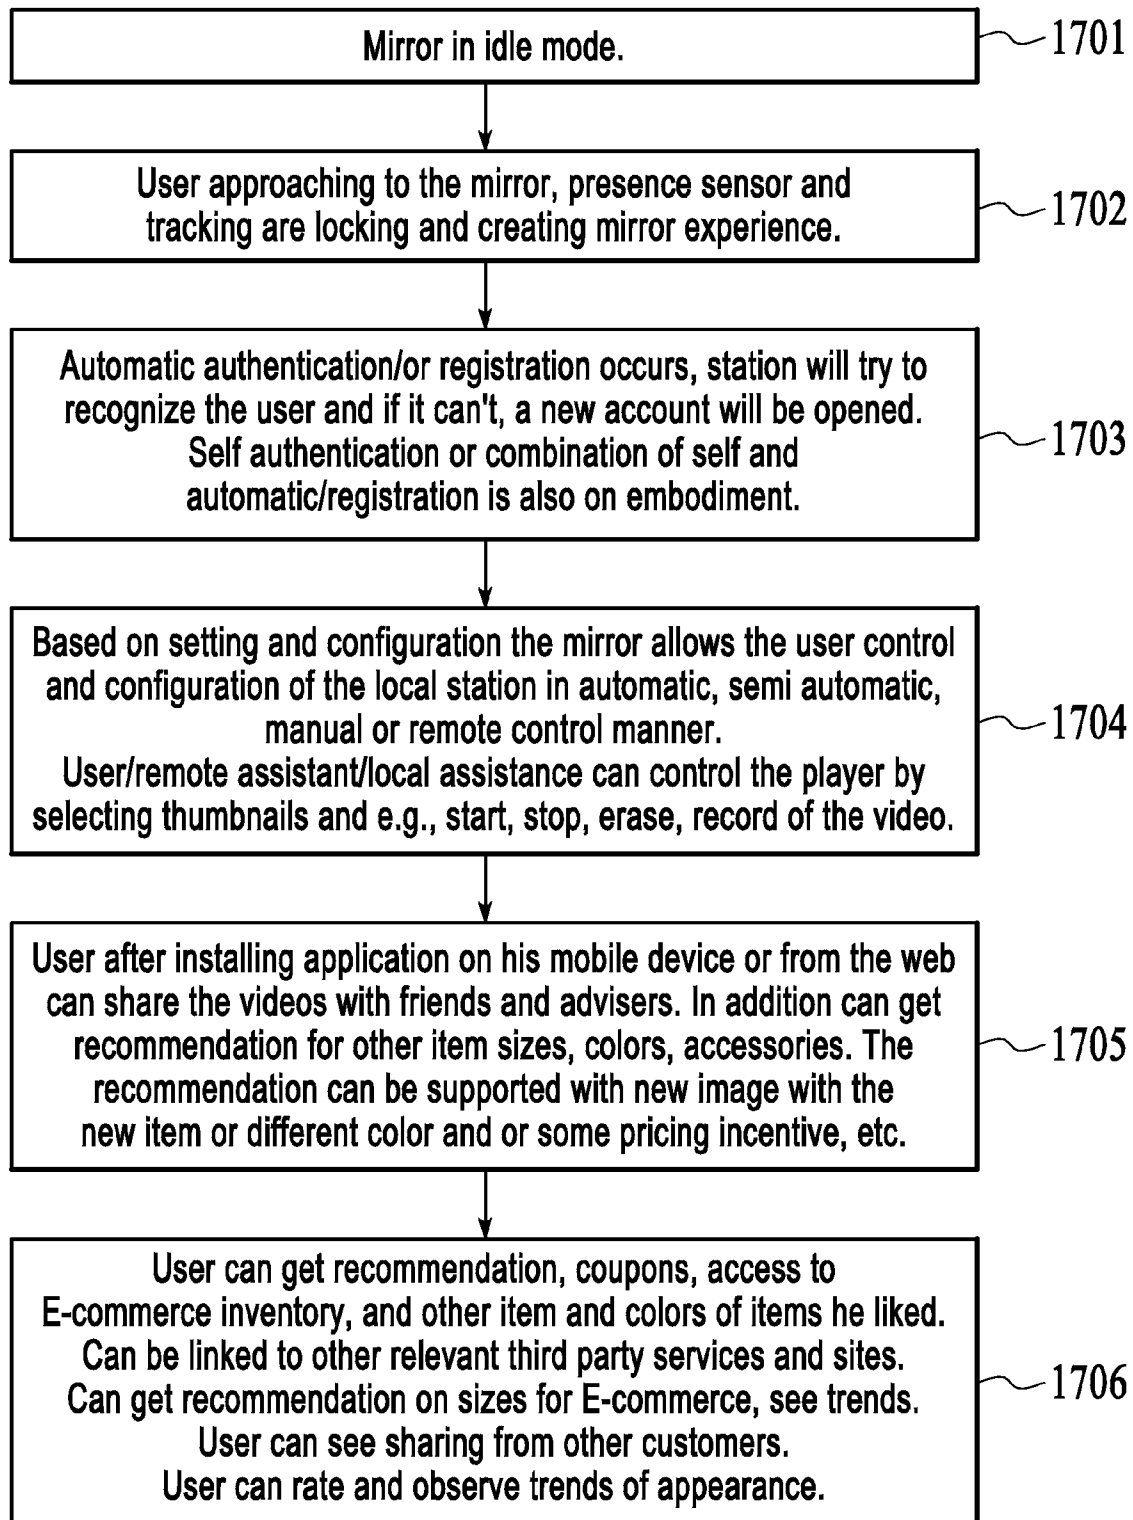 Mirror in idle mode.
1701
User approaching to the mirror, presence sensor and
tracking are locking and creating mirror experience.
1702
Automatic authentication/or registration occurs, station will try to
recognize the user and if it can't, a new account will be opened.
Self authentication or combination of self and
automatic/registration is also on embodiment.
1703
Based on setting and configuration the mirror allows the user control
and configuration of the local station in automatic, semi automatic,
manual or remote control manner.
User/remote assistant/local assistance can control the player by
selecting thumbnails and e.g., start, stop, erase, record of the video.
1704
User after installing application on his mobile device or from the web
can share the videos with friends and advisers. In addition can get
recommendation for other item sizes, colors, accessories. The
recommendation can be supported with new image with the
new item or different color and or some pricing incentive, etc.
1705
User can get recommendation, coupons, access to
E-commerce inventory, and other item and colors of items he liked.
Can be linked to other relevant third party services and sites.
Can get recommendation on sizes for E-commerce, see trends.
User can see sharing from other customers.
User can rate and observe trends of appearance.
1706